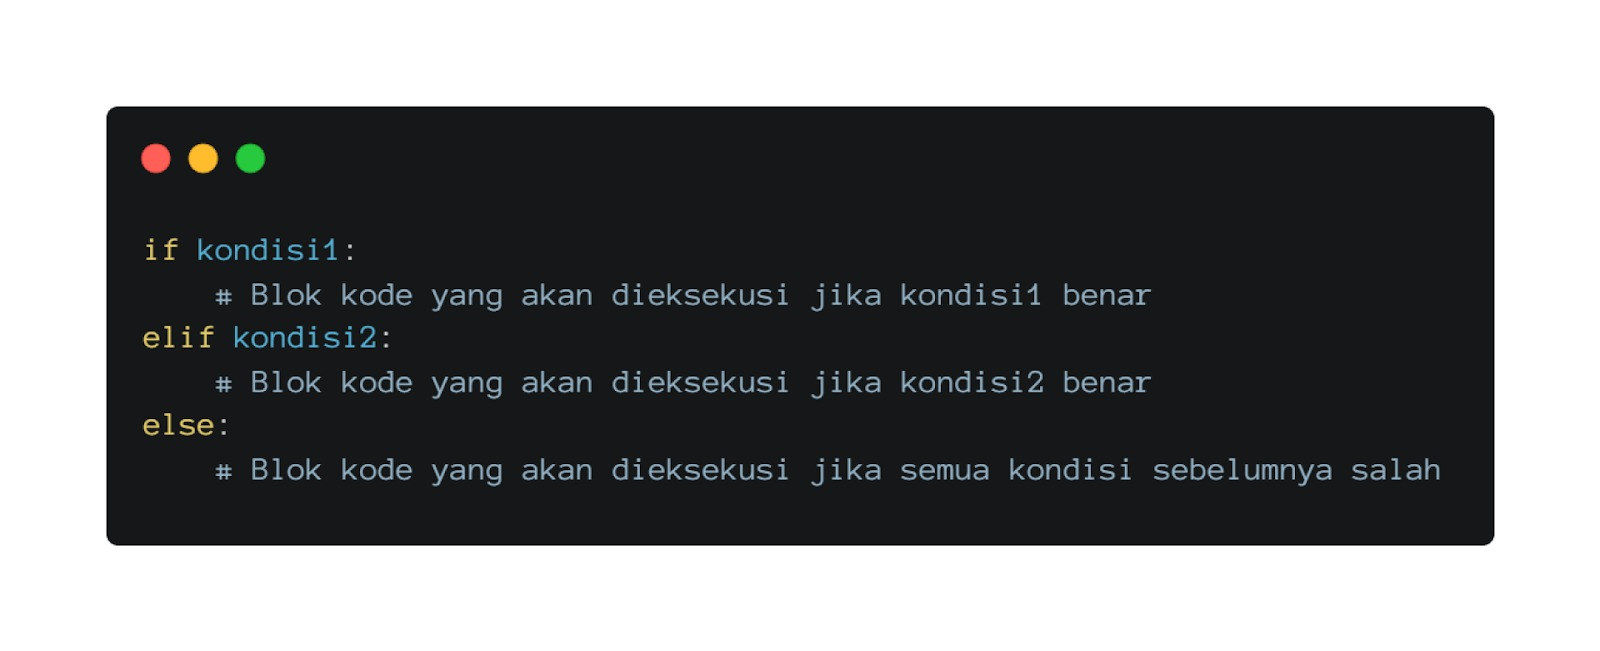 if kondisi1:
    # Blok kode yang akan dieksekusi jika kondisi1 benar
elif kondisi2:
    # Blok kode yang akan dieksekusi jika kondisi2 benar
else:
    # Blok kode yang akan dieksekusi jika semua kondisi sebelumnya salah